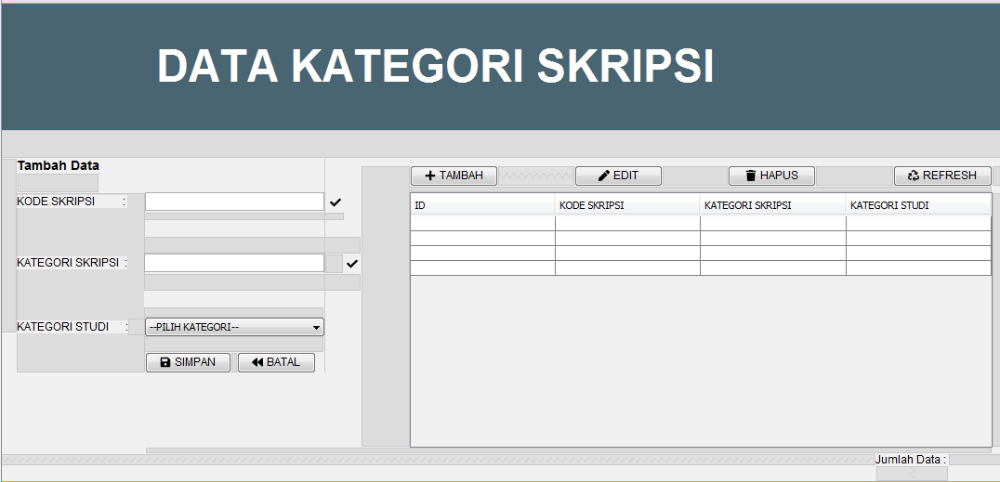 DATA KATEGORI SKRIPSI
Tambah Data
KODE SKRIPSI :
KATEGORI SKRIPSI :
KATEGORI STUDI :
--PILIH KATEGORI--
SIMPAN BATAL
TAMBAH EDIT HAPUS REFRESH
ID KODE SKRIPSI KATEGORI SKRIPSI KATEGORI STUDI
Jumlah Data :